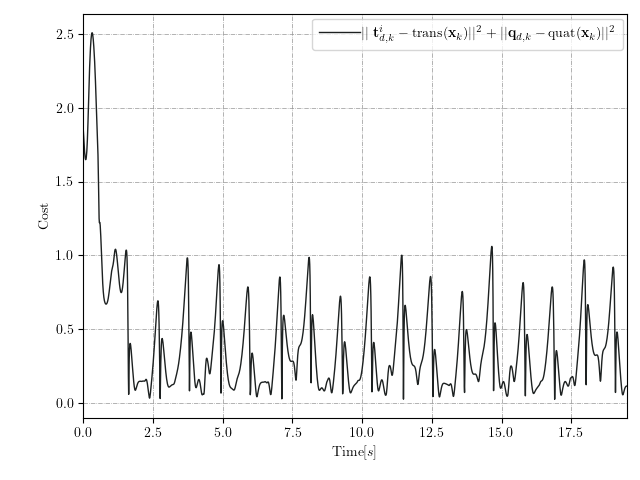 || t^i_{d,k} − trans(x_k)||² + ||q_{d,k} − quat(x_k)||²
2.5
2.0
1.5
1.0
0.5
0.0
Cost
0.0 2.5 5.0 7.5 10.0 12.5 15.0 17.5
Time[s]